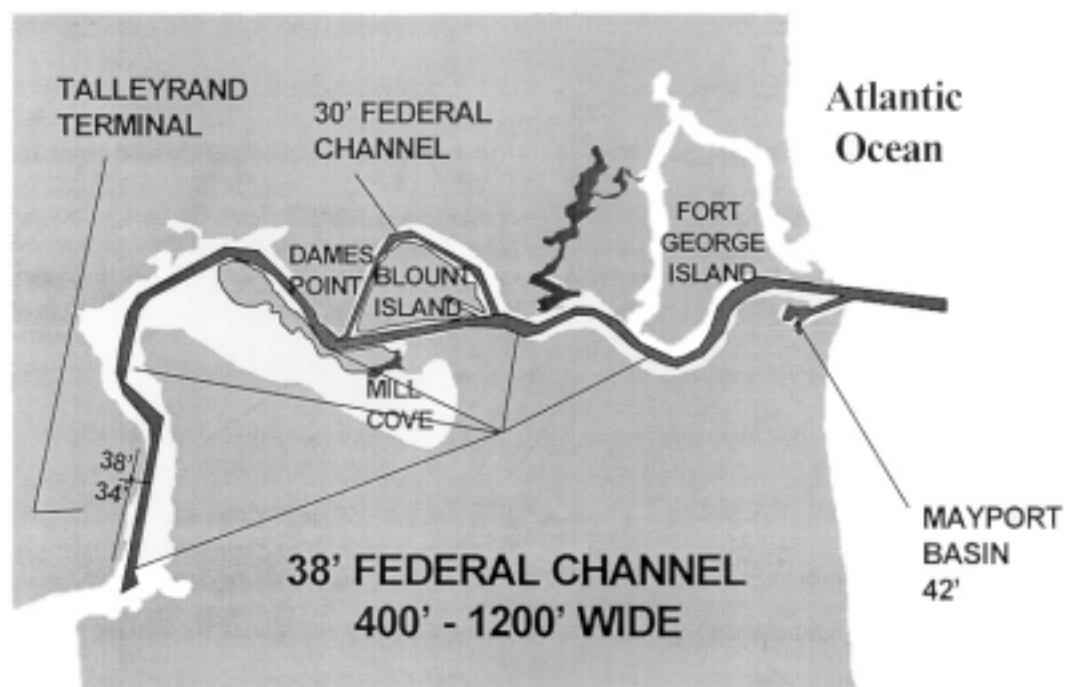 TALLEYRAND
TERMINAL
30’ FEDERAL
CHANNEL
Atlantic
Ocean
FORT
GEORGE
ISLAND
DAMES
POINT
BLOUNT
ISLAND
MILL
COVE
38’
34’
MAYPORT
BASIN
42’
38’ FEDERAL CHANNEL
400’ - 1200’ WIDE